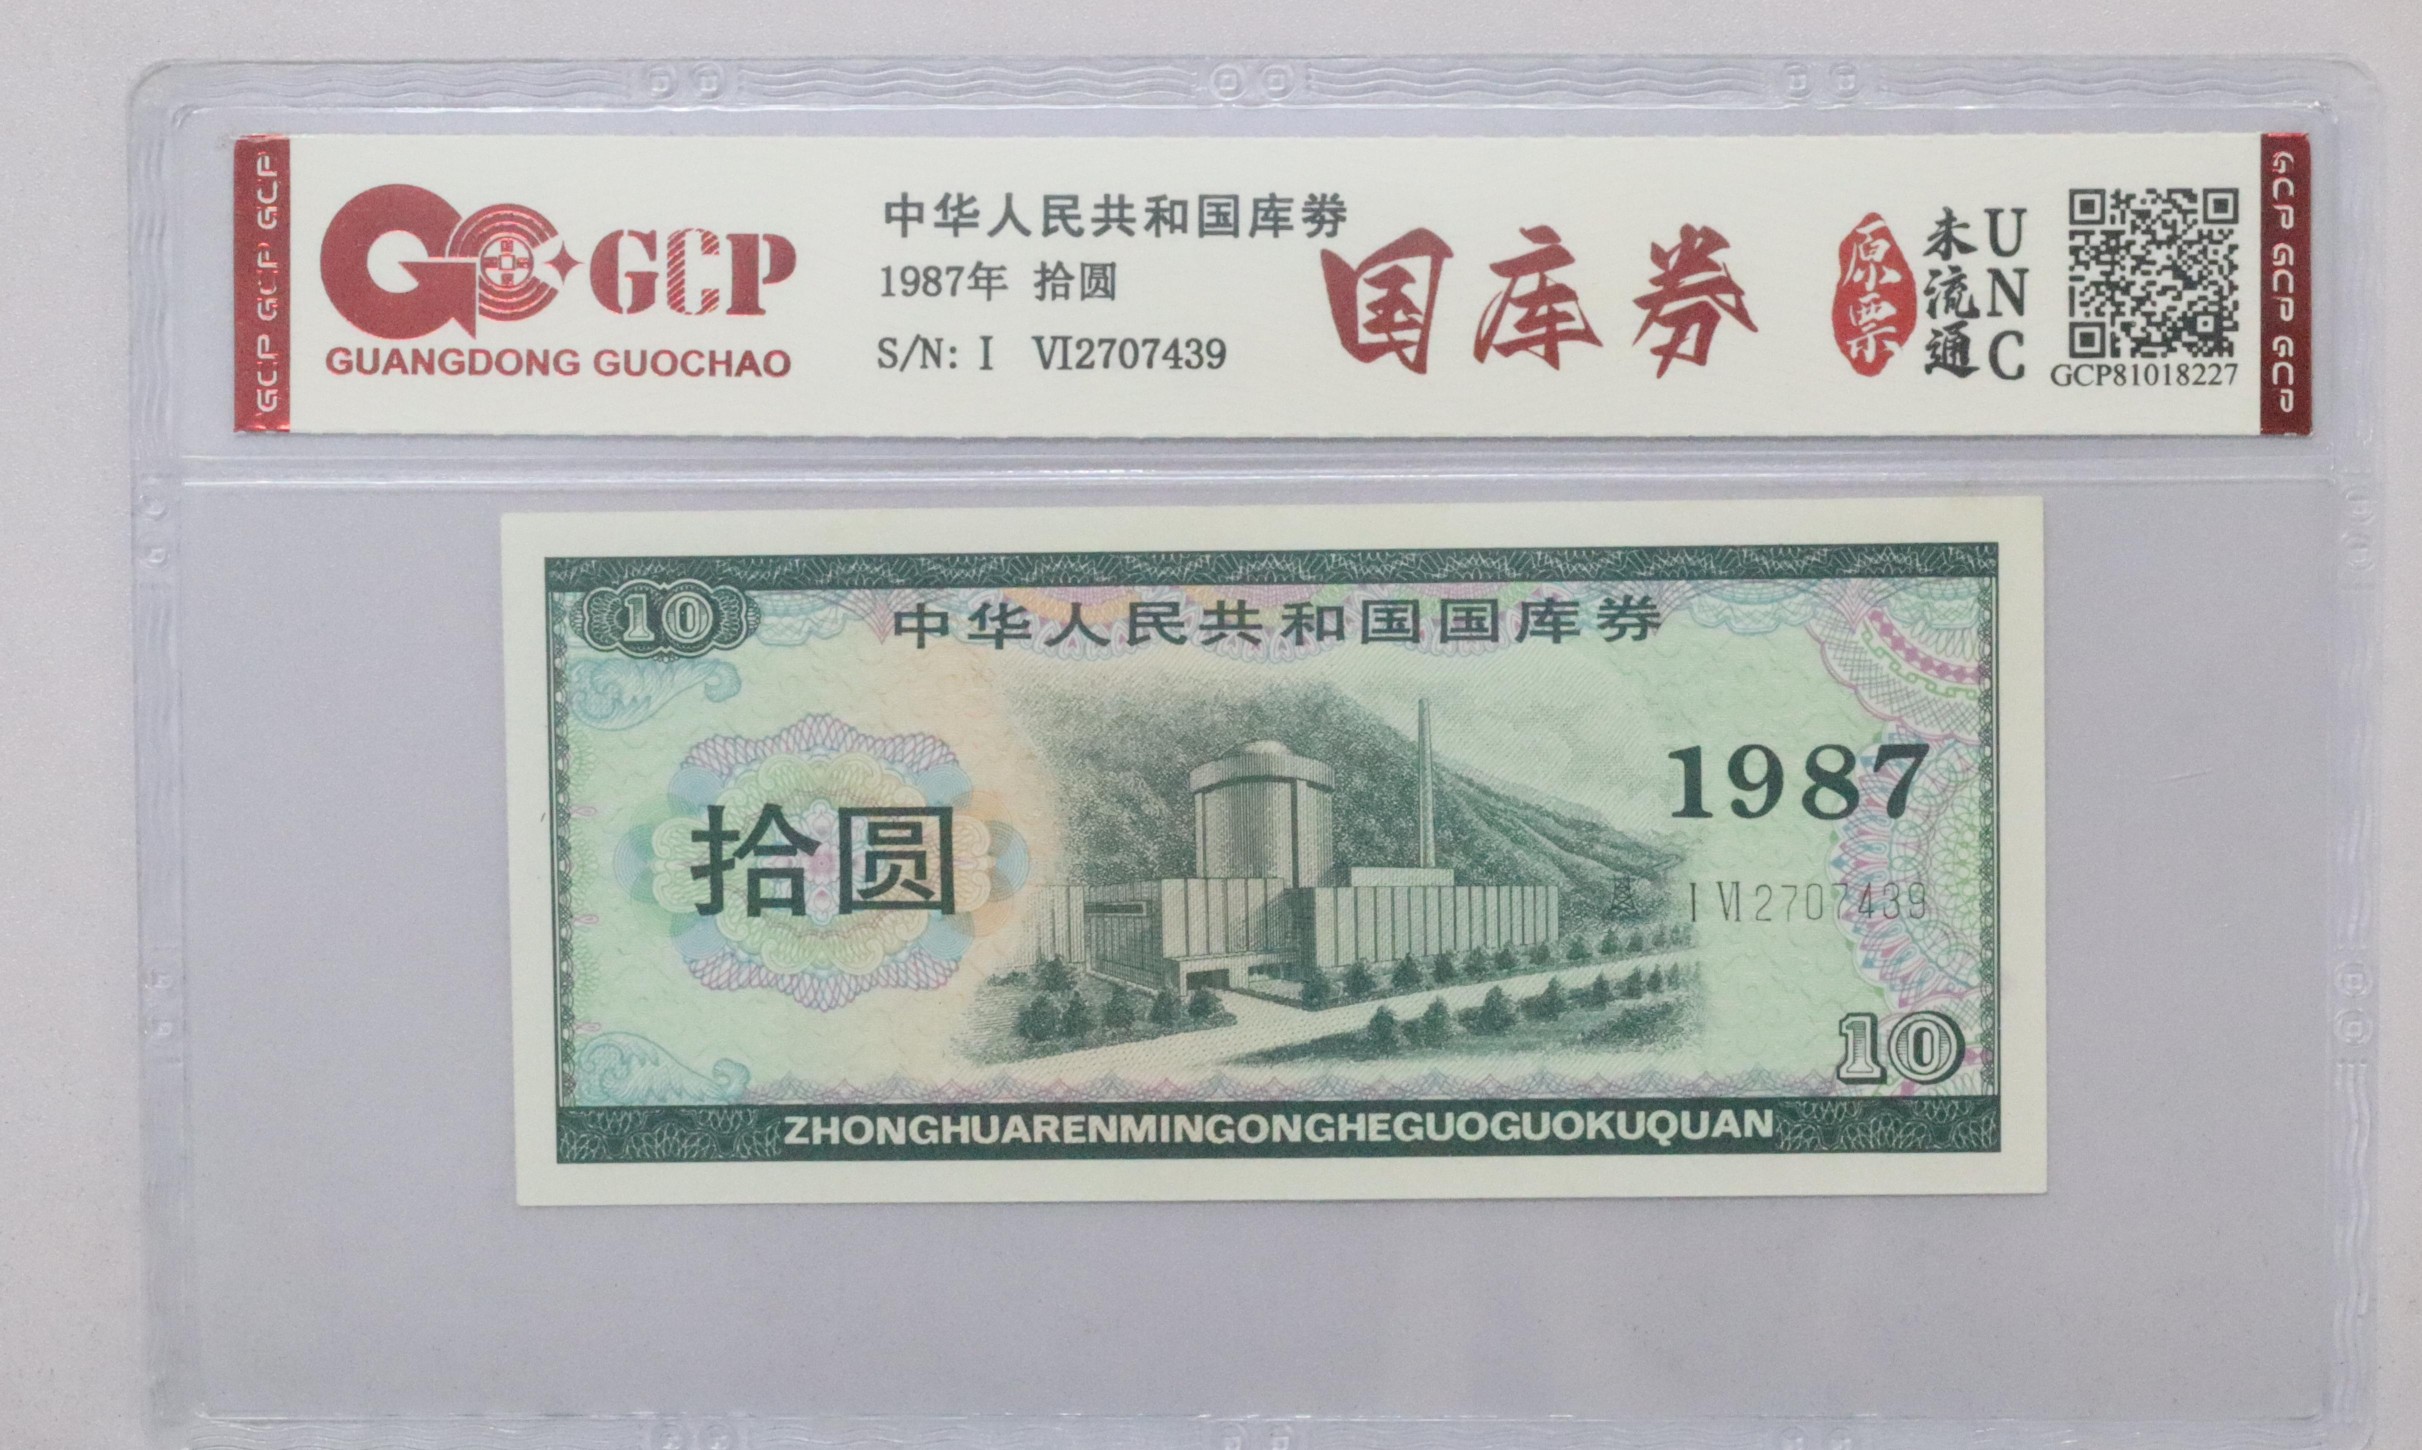 GCP GCP GCP
GCP
GUANGDONG GUOCHAO
中华人民共和国库券
1987年 拾圆
S/N: I VI2707439
国库券
原票
未流通
UNC
GCP81018227
GCP GCP GCP
10
中华人民共和国国库券
1987
拾圆
I VI 2707439
10
ZHONGHUARENMINGONGHEGUOGUOKUQUAN